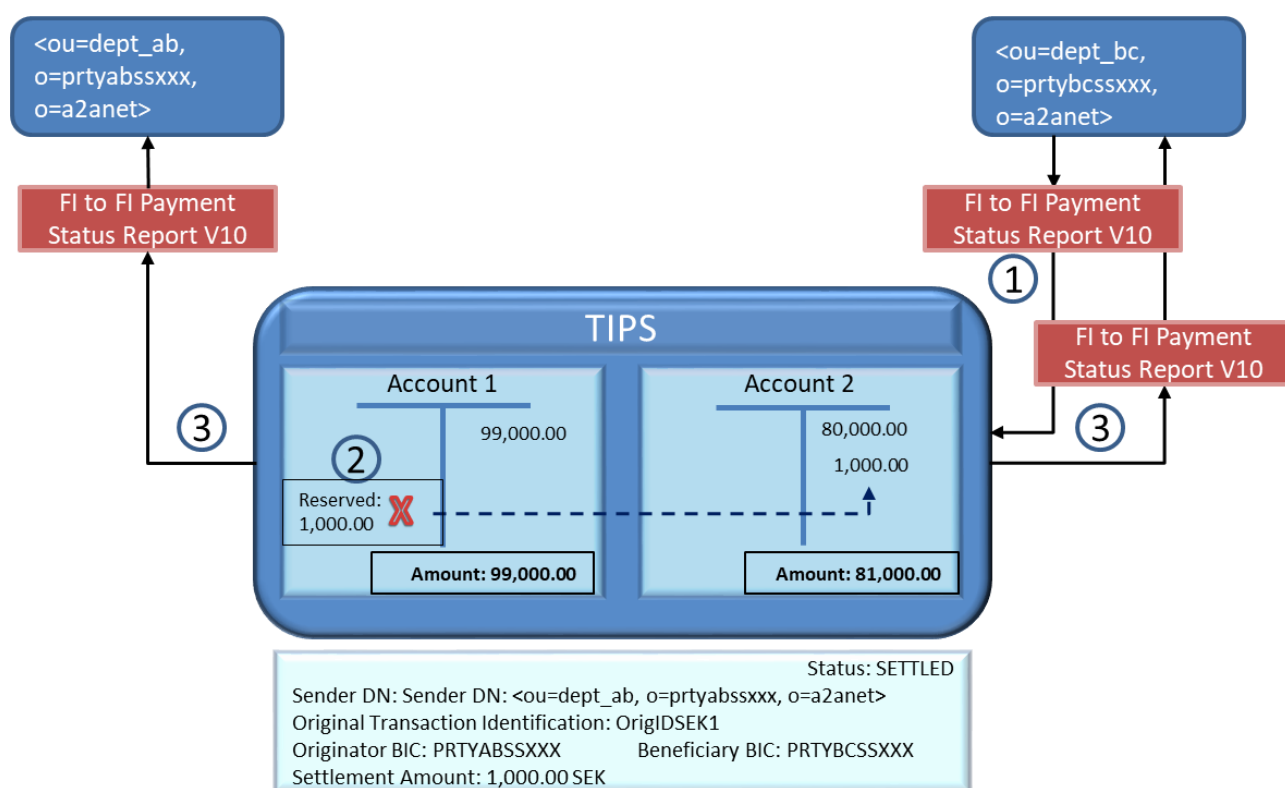 <ou=dept_ab,
o=prtyabssxxx,
o=a2anet>
<ou=dept_bc,
o=prtybcssxxx,
o=a2anet>
FI to FI Payment
Status Report V10
FI to FI Payment
Status Report V10
1
FI to FI Payment
Status Report V10
3
3
TIPS
Account 1
99,000.00
2
Reserved:
1,000.00
X
Amount: 99,000.00
Account 2
80,000.00
1,000.00
Amount: 81,000.00
Status: SETTLED
Sender DN: Sender DN: <ou=dept_ab, o=prtyabssxxx, o=a2anet>
Original Transaction Identification: OrigIDSEK1
Originator BIC: PRTYABSSXXX Beneficiary BIC: PRTYBCSSXXX
Settlement Amount: 1,000.00 SEK